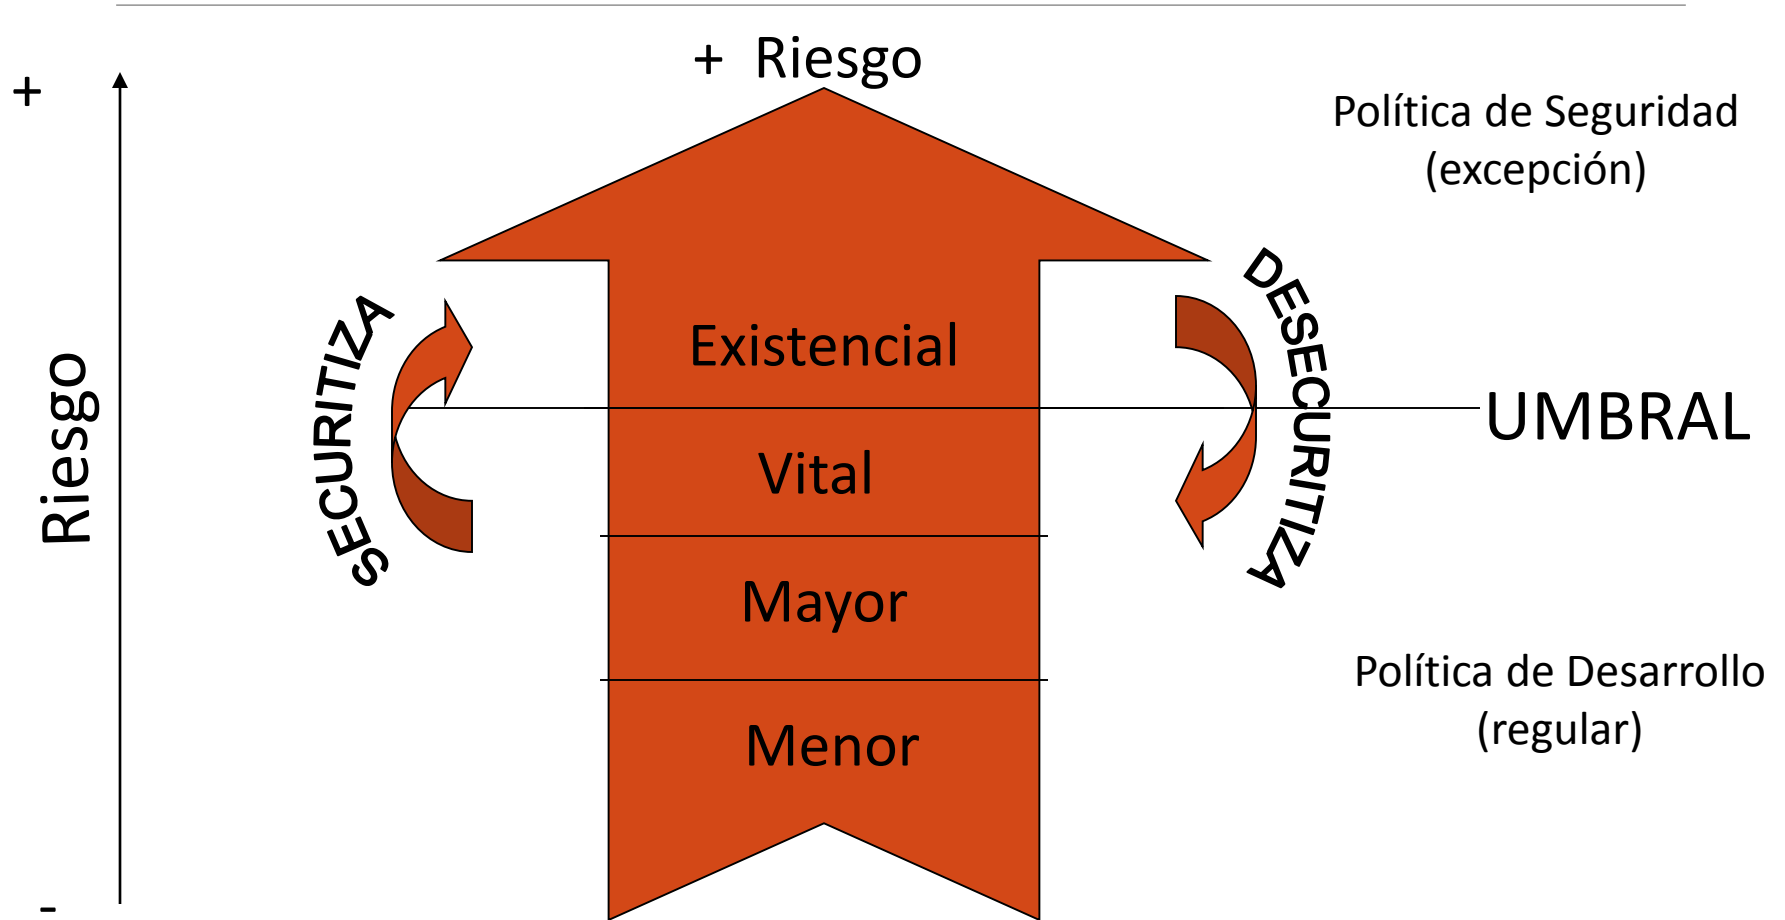 + Riesgo
+
Política de Seguridad
(excepción)
SECURITIZA
DESECURITIZA
Riesgo
Existencial
UMBRAL
Vital
Mayor
Política de Desarrollo
(regular)
Menor
-